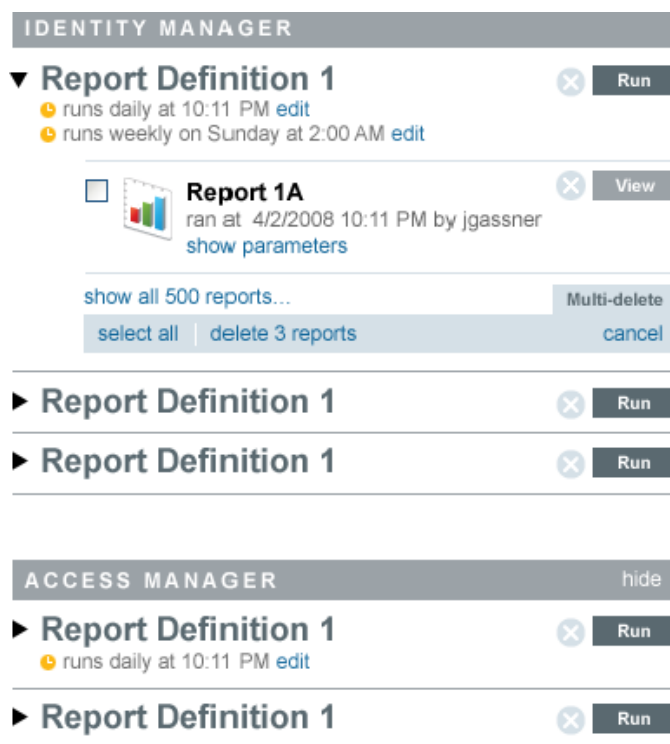 IDENTITY MANAGER
Report Definition 1 Run
runs daily at 10:11 PM edit
runs weekly on Sunday at 2:00 AM edit
Report 1A View
ran at 4/2/2008 10:11 PM by jgassner
show parameters
show all 500 reports... Multi-delete
select all delete 3 reports cancel
Report Definition 1 Run
Report Definition 1 Run
ACCESS MANAGER hide
Report Definition 1 Run
runs daily at 10:11 PM edit
Report Definition 1 Run